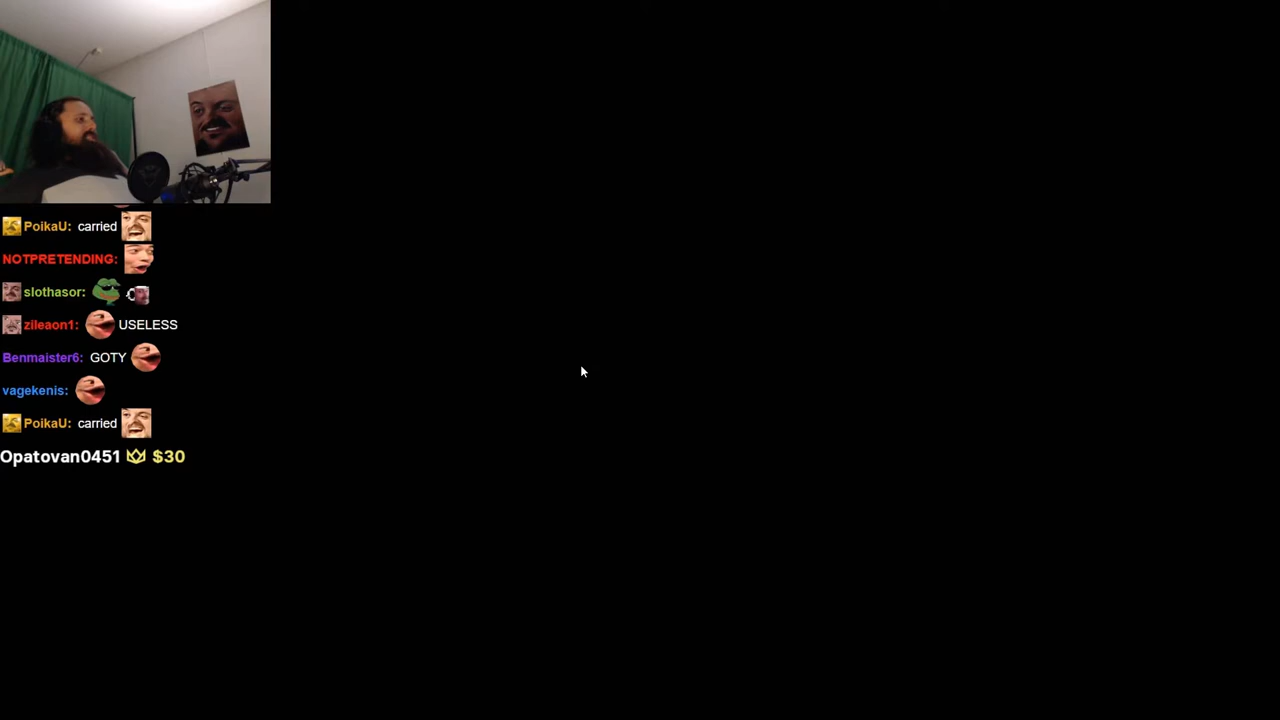 PoikaU: carried
NOTPRETENDING:
slothasor:
zileaon1: USELESS
Benmaister6: GOTY
vagekenis:
PoikaU: carried
Opatovan0451 $30